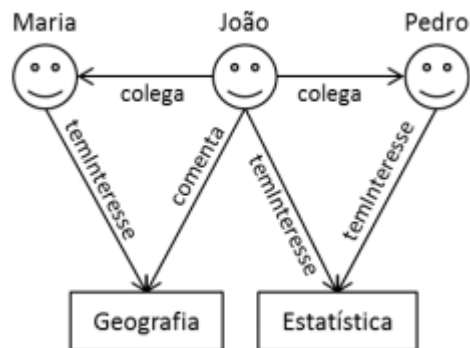 Maria João Pedro
colega colega
temInteresse comenta temInteresse temInteresse
Geografia Estatística